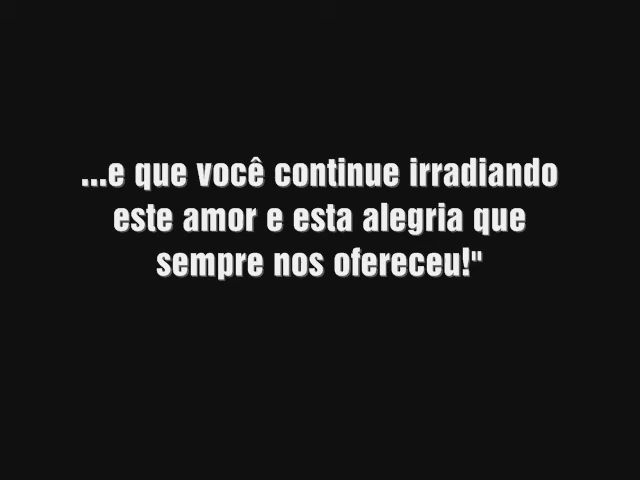 ...e que você continue irradiando
este amor e esta alegria que
sempre nos ofereceu!"